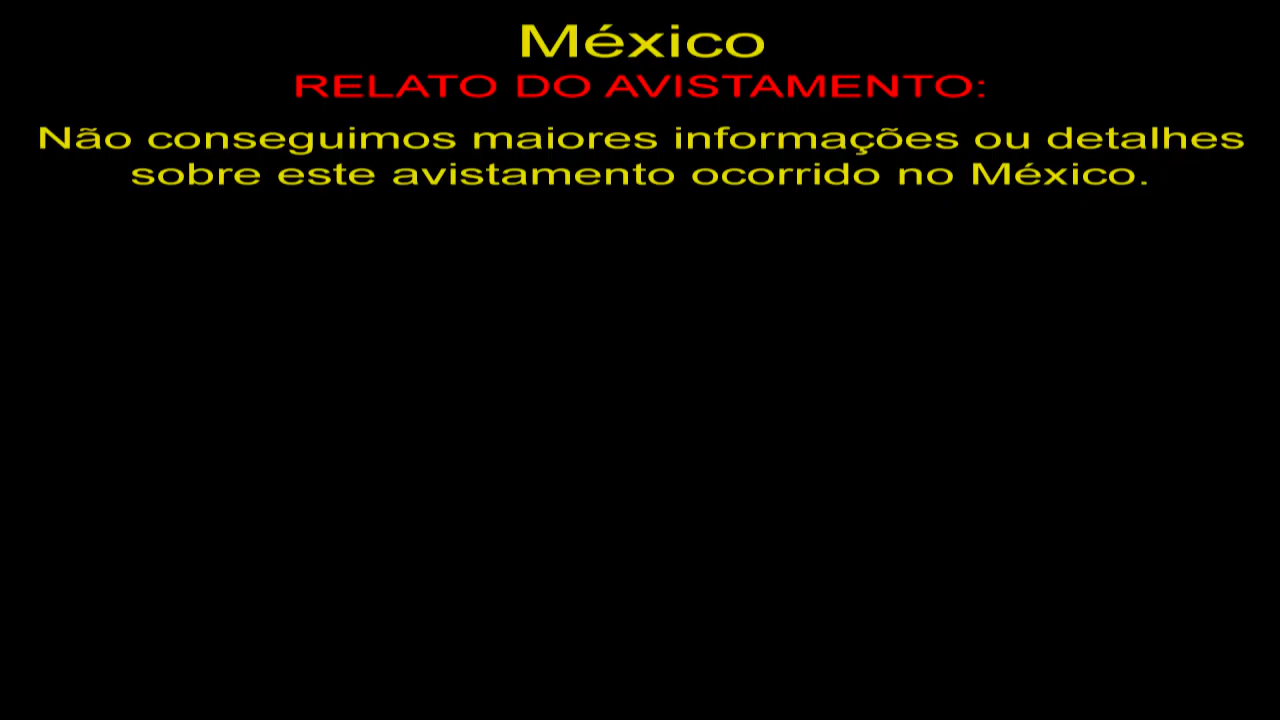 México
RELATO DO AVISTAMENTO:
Não conseguimos maiores informações ou detalhes
sobre este avistamento ocorrido no México.